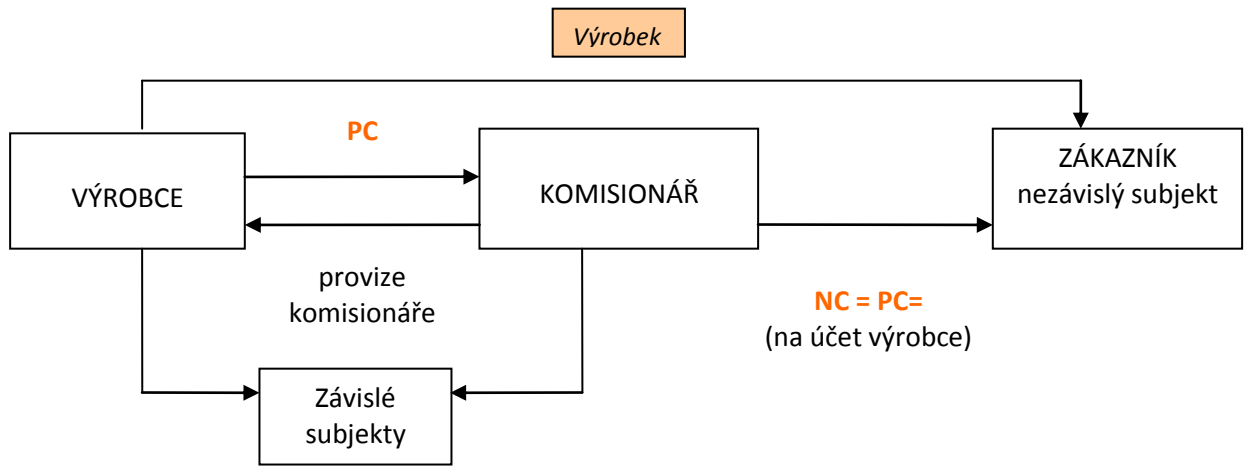 Výrobek
PC
VÝROBCE
KOMISIONÁŘ
ZÁKAZNÍK
nezávislý subjekt
provize
komisionáře
NC = PC=
(na účet výrobce)
Závislé
subjekty